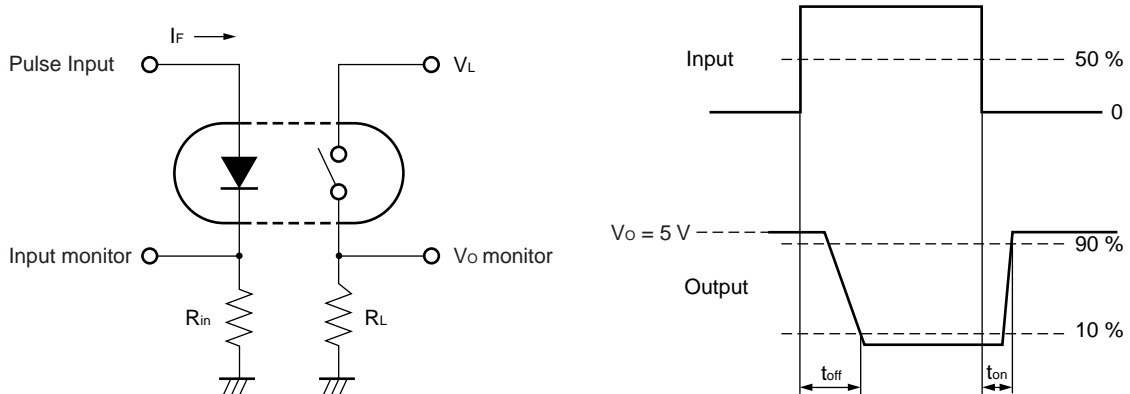 IF
Pulse Input
VL
Input monitor
VO monitor
Rin
RL
Input
50 %
0
VO = 5 V
90 %
Output
10 %
toff
ton